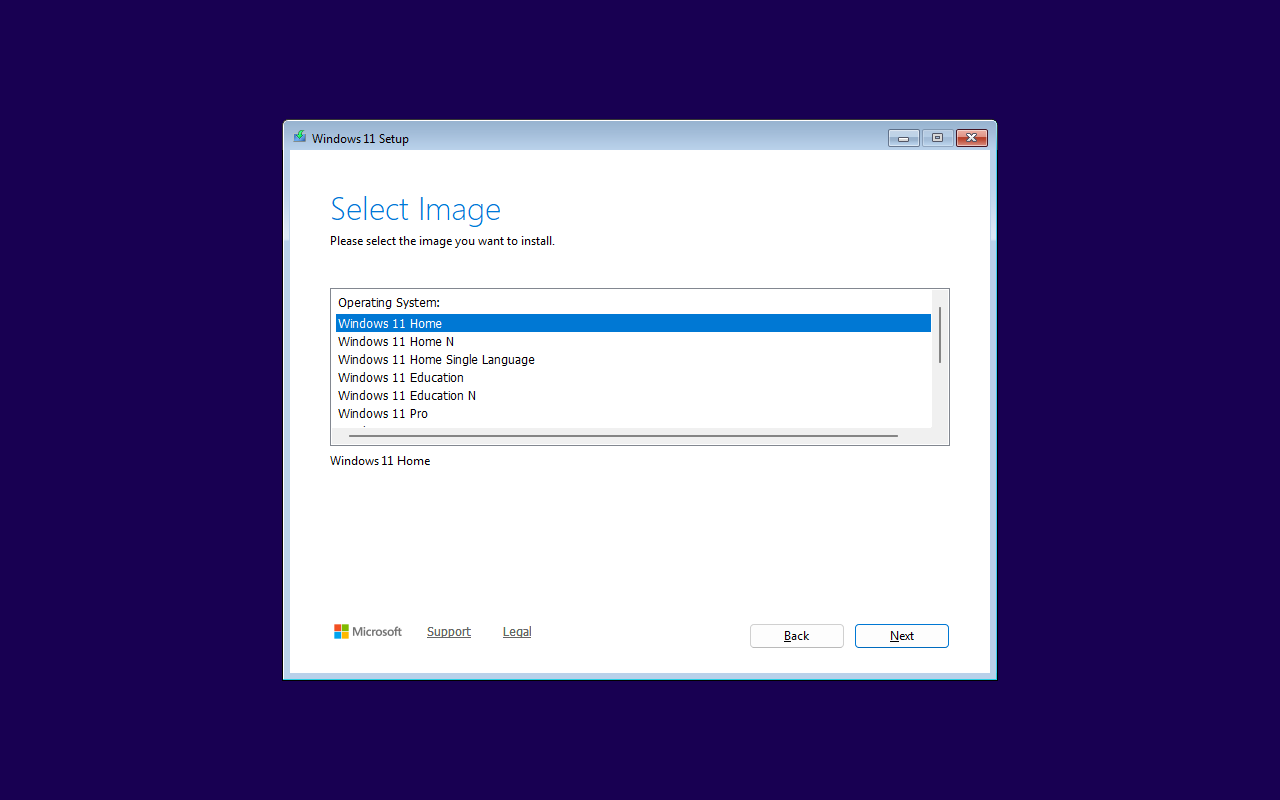 Windows 11 Setup
Select Image
Please select the image you want to install.
Operating System:
Windows 11 Home
Windows 11 Home N
Windows 11 Home Single Language
Windows 11 Education
Windows 11 Education N
Windows 11 Pro
Windows 11 Home
Microsoft Support Legal Back Next